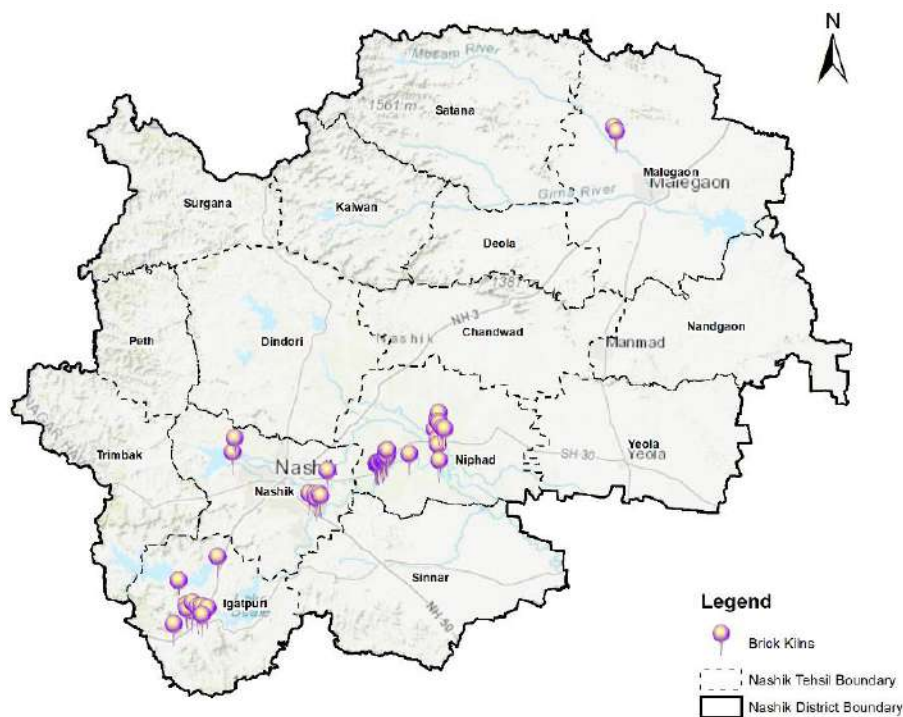 N
Mosam River
1561 m
Satana
Malegaon
Malegaon
Surgana
Kalwan
Girna River
Deola
1381
Nashik
NH-3
Chandwad
Nandgaon
Manmad
Peth
Dindori
Trimbak
Nashik
Nashik
Niphad
SH-30
Yeola
Yeola
Igatpuri
Sinnar
NH-50
Legend
Brick Kilns
Nashik Tehsil Boundary
Nashik District Boundary